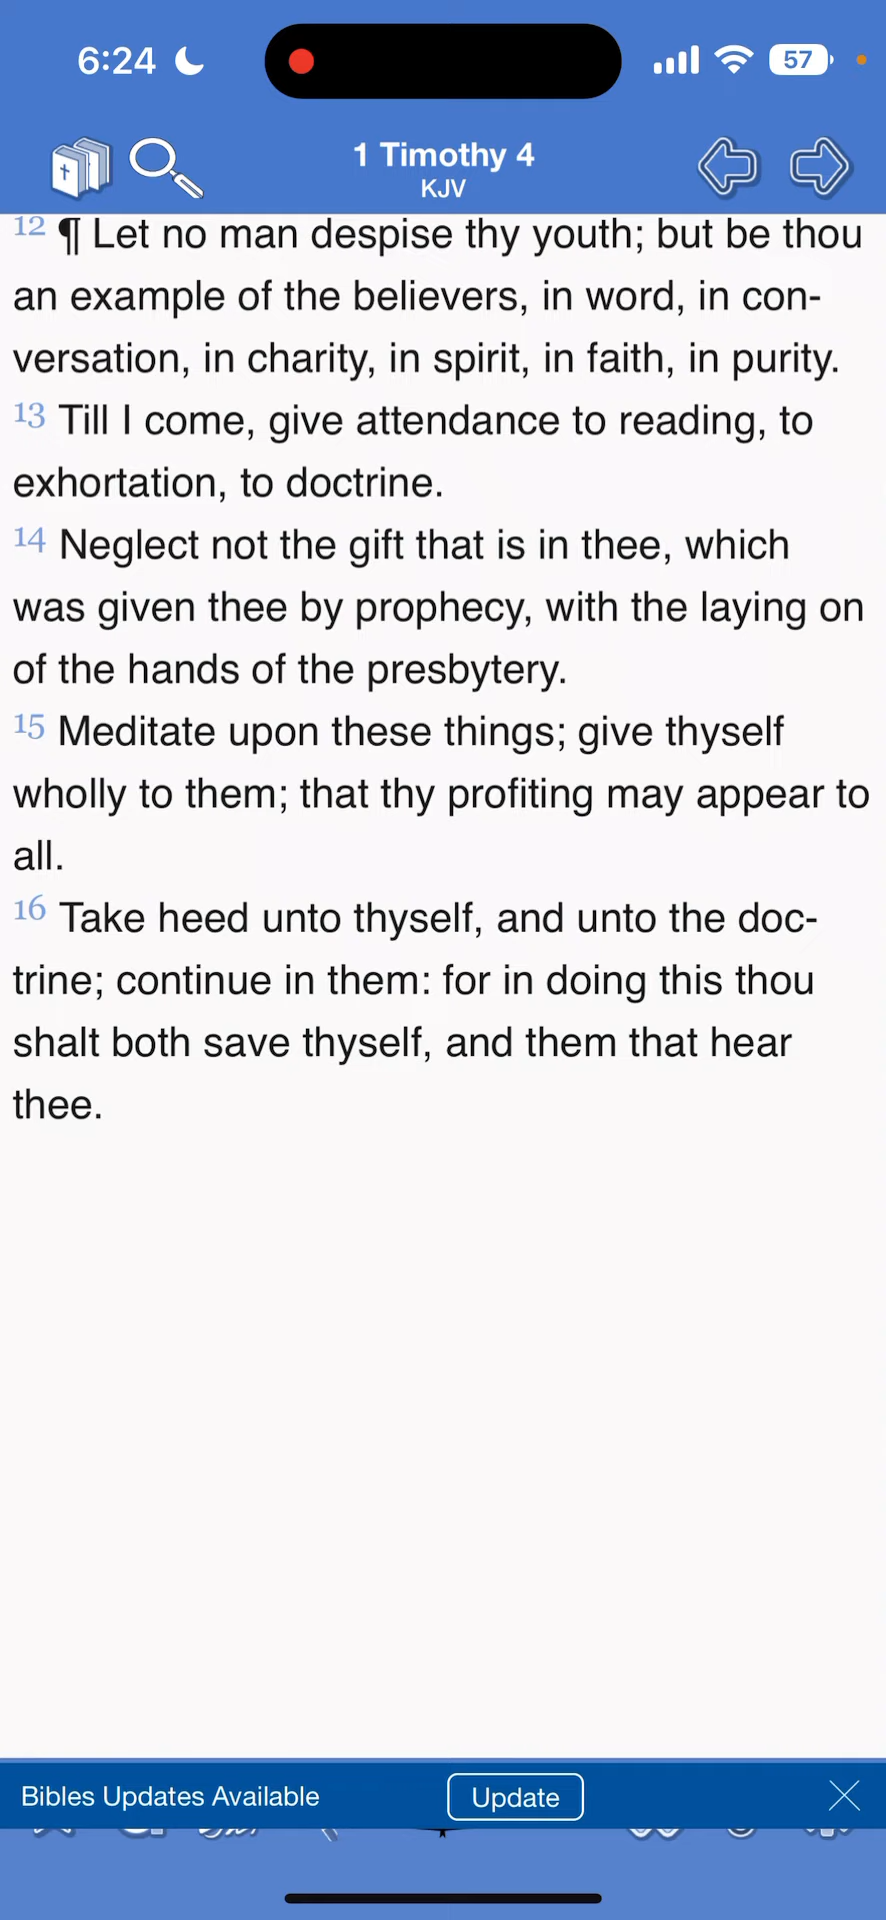 6:24
57
1 Timothy 4
KJV
12 ¶ Let no man despise thy youth; but be thou
an example of the believers, in word, in con-
versation, in charity, in spirit, in faith, in purity.
13 Till I come, give attendance to reading, to
exhortation, to doctrine.
14 Neglect not the gift that is in thee, which
was given thee by prophecy, with the laying on
of the hands of the presbytery.
15 Meditate upon these things; give thyself
wholly to them; that thy profiting may appear to
all.
16 Take heed unto thyself, and unto the doc-
trine; continue in them: for in doing this thou
shalt both save thyself, and them that hear
thee.
Bibles Updates Available Update